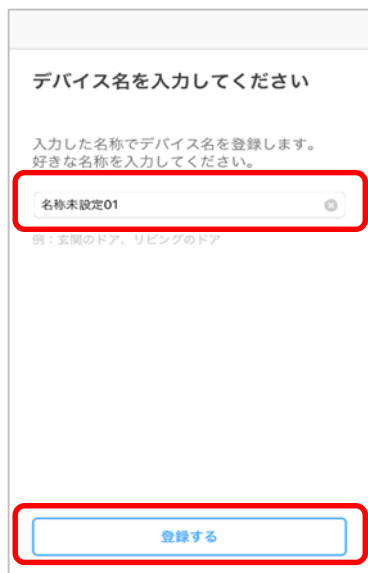 デバイス名を入力してください
入力した名称でデバイス名を登録します。
好きな名称を入力してください。
名称未設定01
例：玄関のドア、リビングのドア
登録する